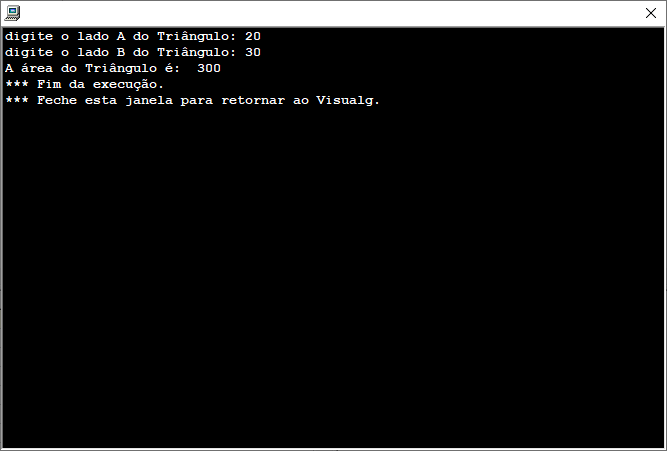 digite o lado A do Triângulo: 20
digite o lado B do Triângulo: 30
A área do Triângulo é:  300
*** Fim da execução.
*** Feche esta janela para retornar ao Visualg.